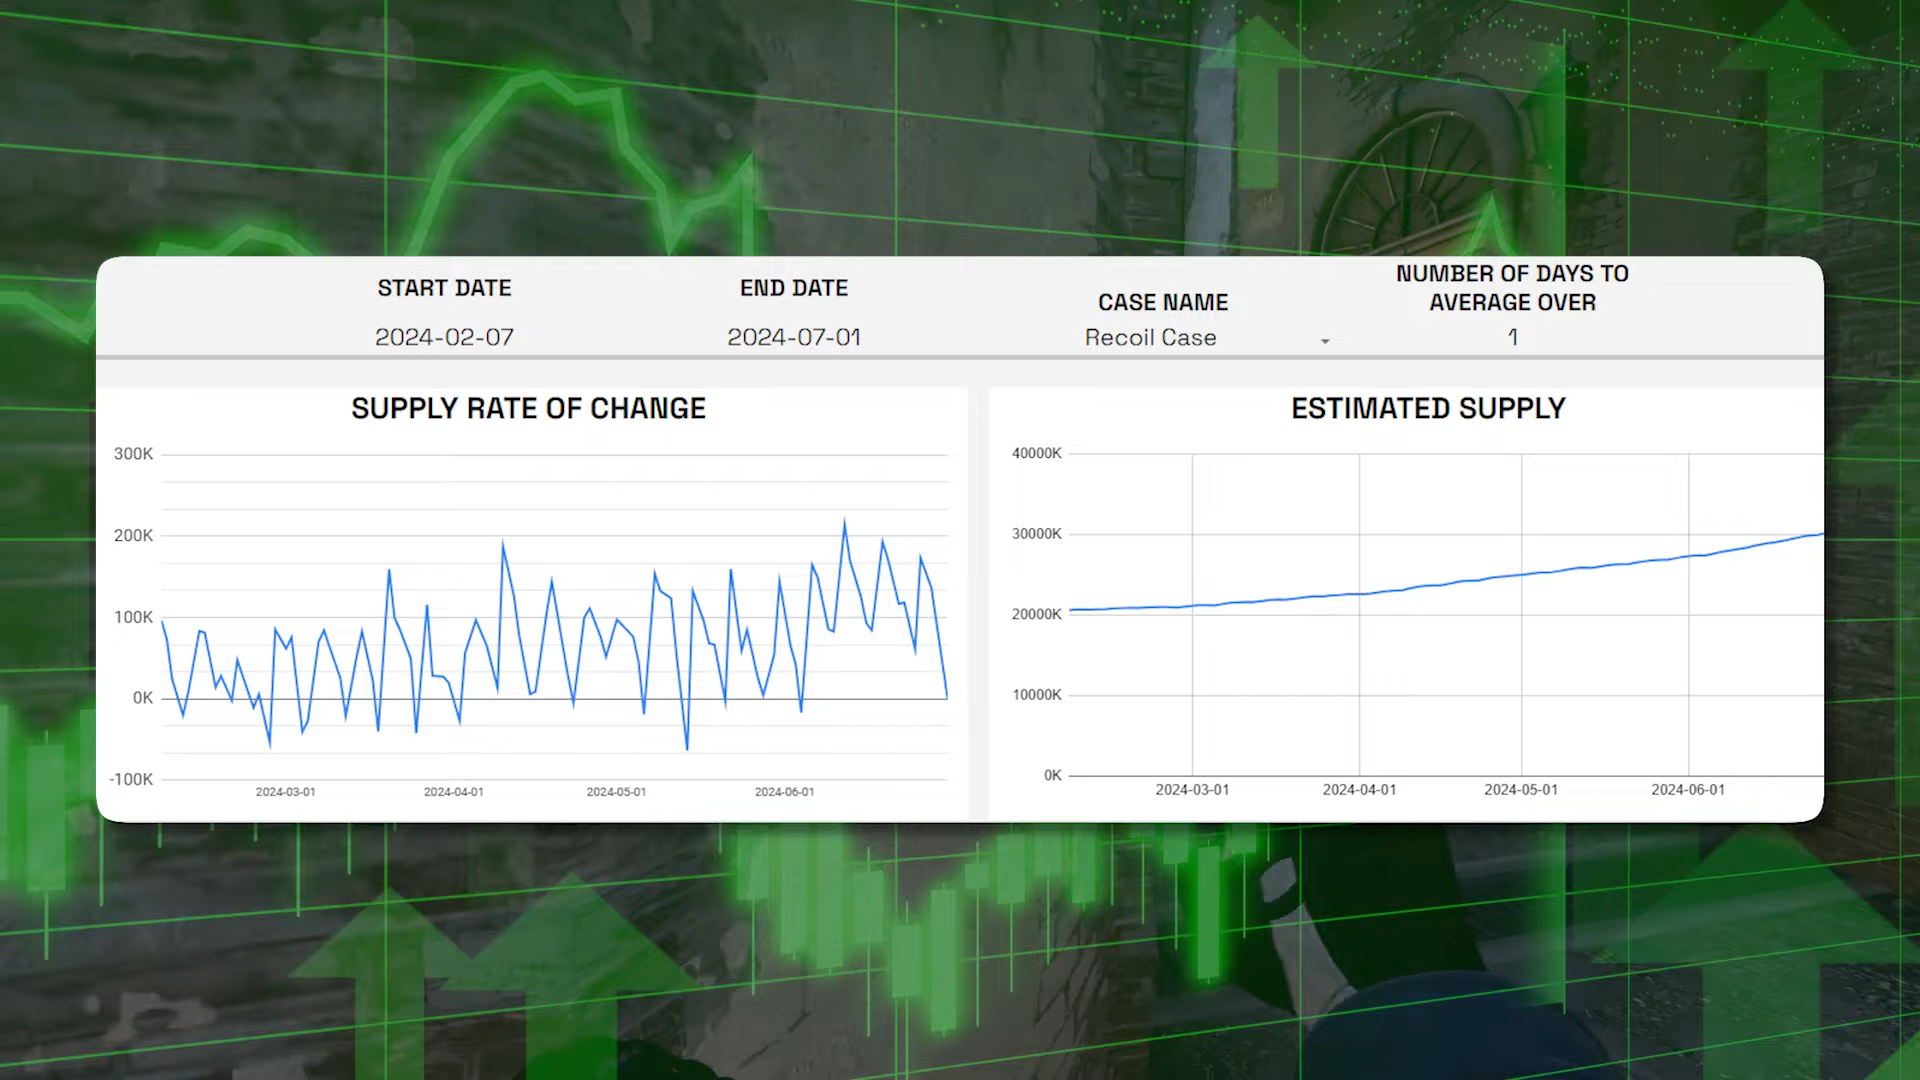 START DATE
END DATE
CASE NAME
NUMBER OF DAYS TO
AVERAGE OVER
2024-02-07
2024-07-01
Recoil Case
1
SUPPLY RATE OF CHANGE
300K
200K
100K
0K
-100K
2024-03-01
2024-04-01
2024-05-01
2024-06-01
ESTIMATED SUPPLY
40000K
30000K
20000K
10000K
0K
2024-03-01
2024-04-01
2024-05-01
2024-06-01